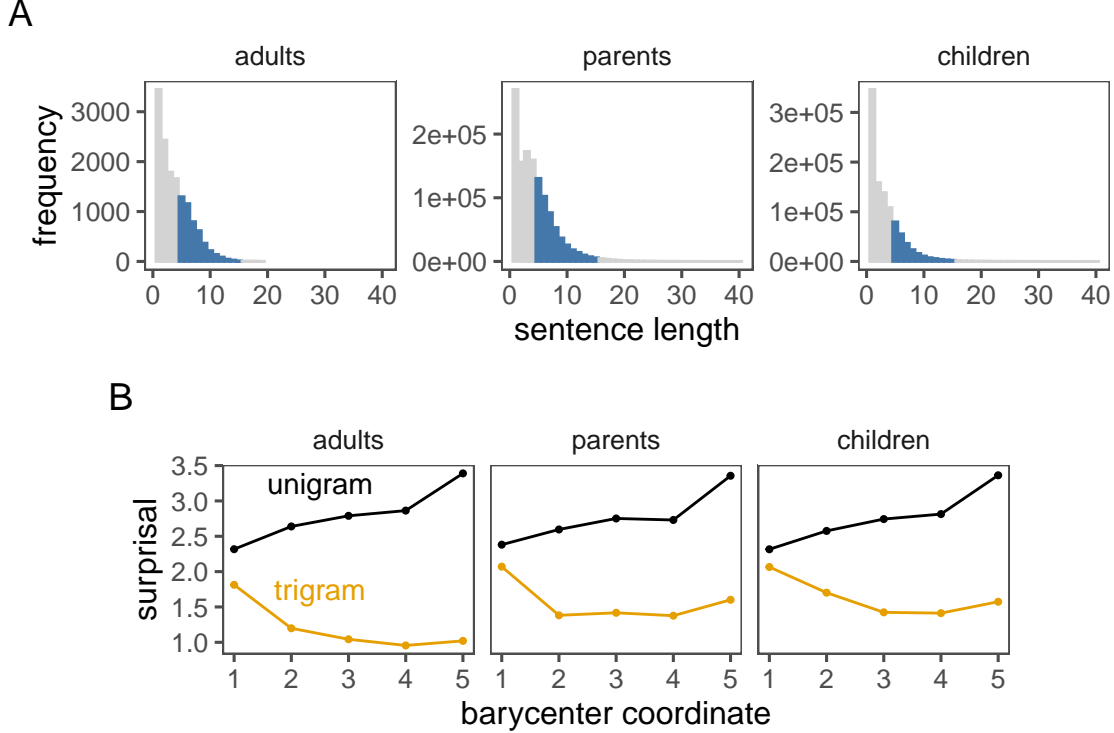 A
adults
parents
children
frequency
3000
2000
1000
0
2e+05
1e+05
0e+00
3e+05
2e+05
1e+05
0e+00
0 10 20 30 40
0 10 20 30 40
0 10 20 30 40
sentence length
B
adults
parents
children
surprisal
3.5
3.0
2.5
2.0
1.5
1.0
unigram
trigram
1 2 3 4 5
1 2 3 4 5
1 2 3 4 5
barycenter coordinate